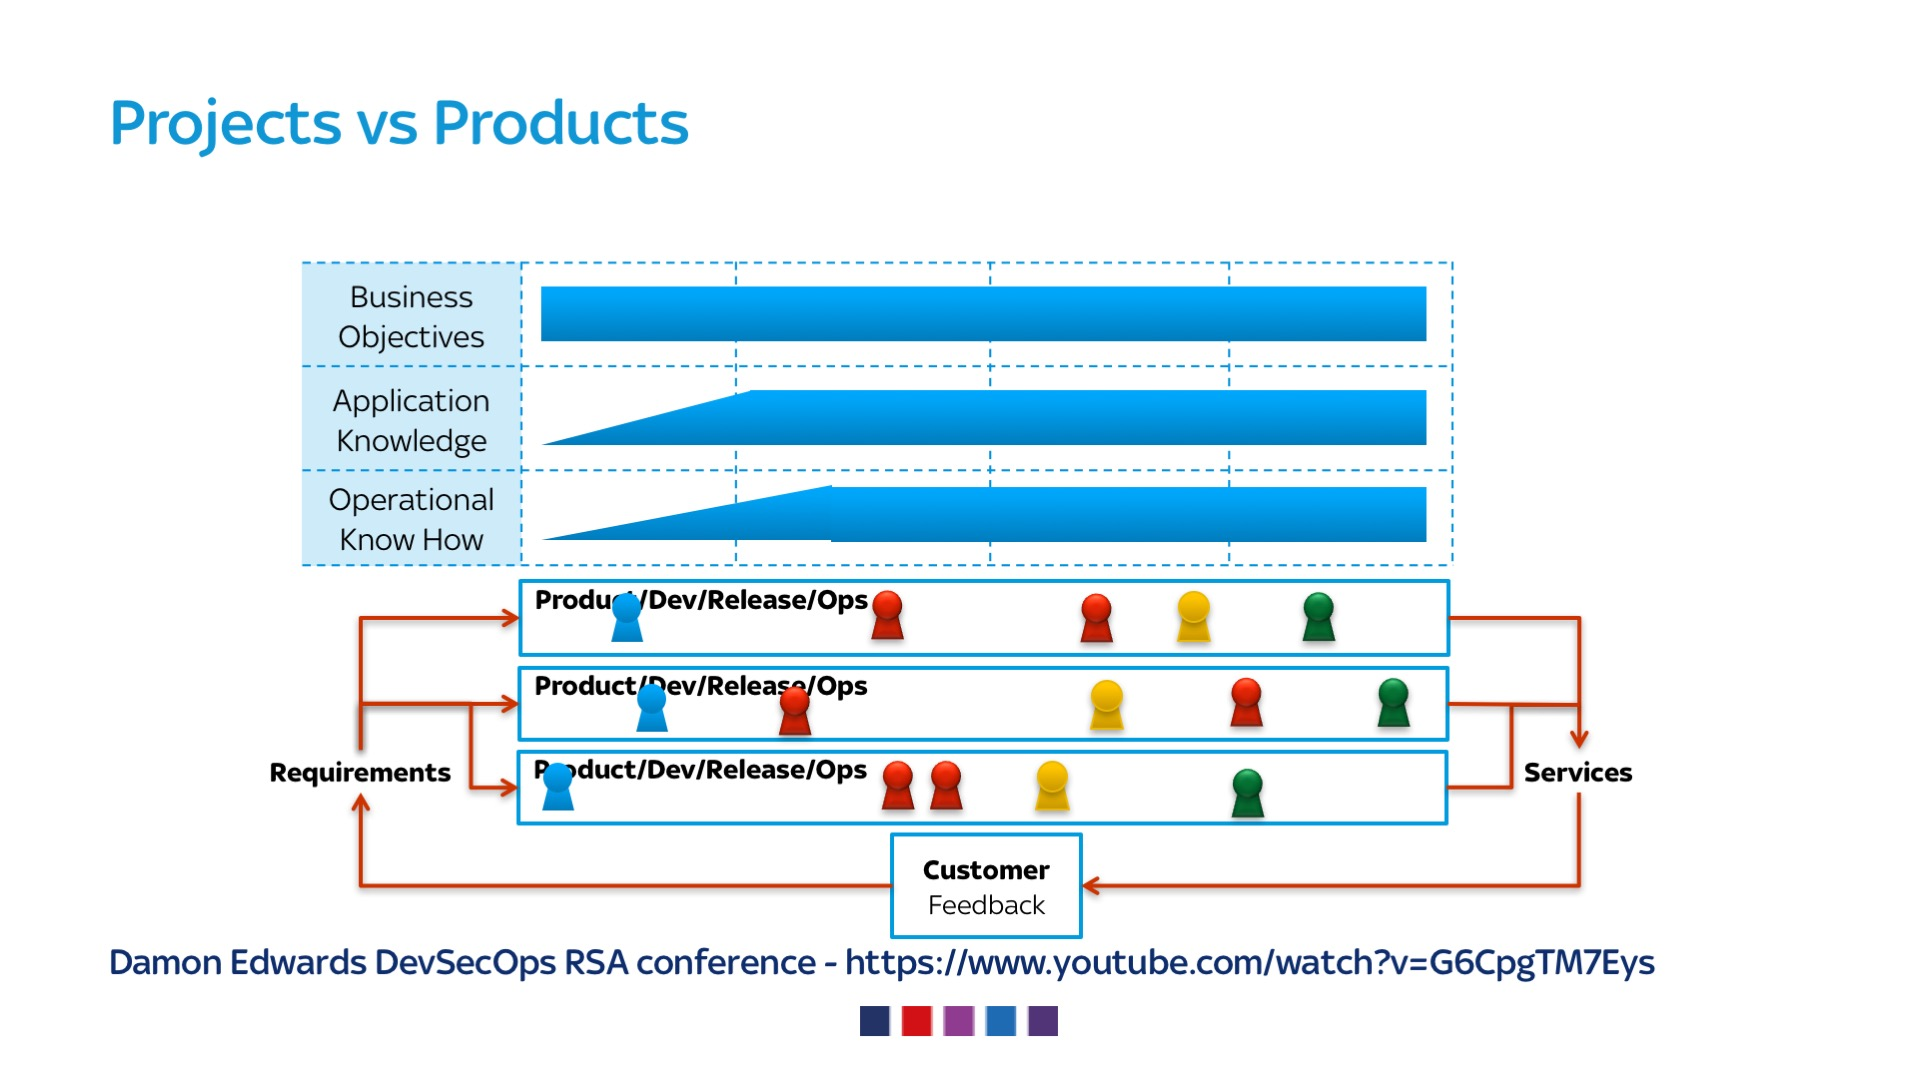 Projects vs Products
Business
Objectives
Application
Knowledge
Operational
Know How
Product/Dev/Release/Ops
Product/Dev/Release/Ops
Product/Dev/Release/Ops
Requirements
Services
Customer
Feedback
Damon Edwards DevSecOps RSA conference - https://www.youtube.com/watch?v=G6CpgTM7Eys